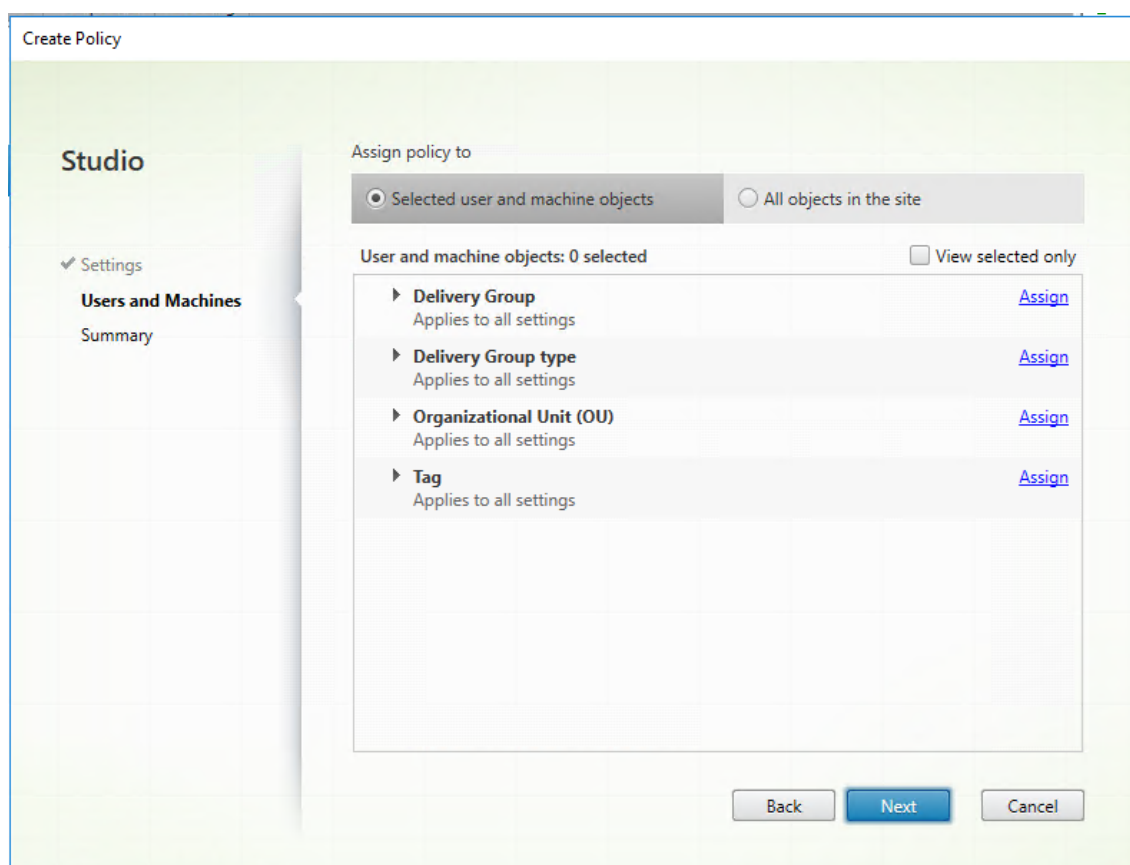 Create Policy
Studio
Settings
Users and Machines
Summary
Assign policy to
Selected user and machine objects
All objects in the site
User and machine objects: 0 selected
View selected only
Delivery Group
Assign
Applies to all settings
Delivery Group type
Assign
Applies to all settings
Organizational Unit (OU)
Assign
Applies to all settings
Tag
Assign
Applies to all settings
Back
Next
Cancel